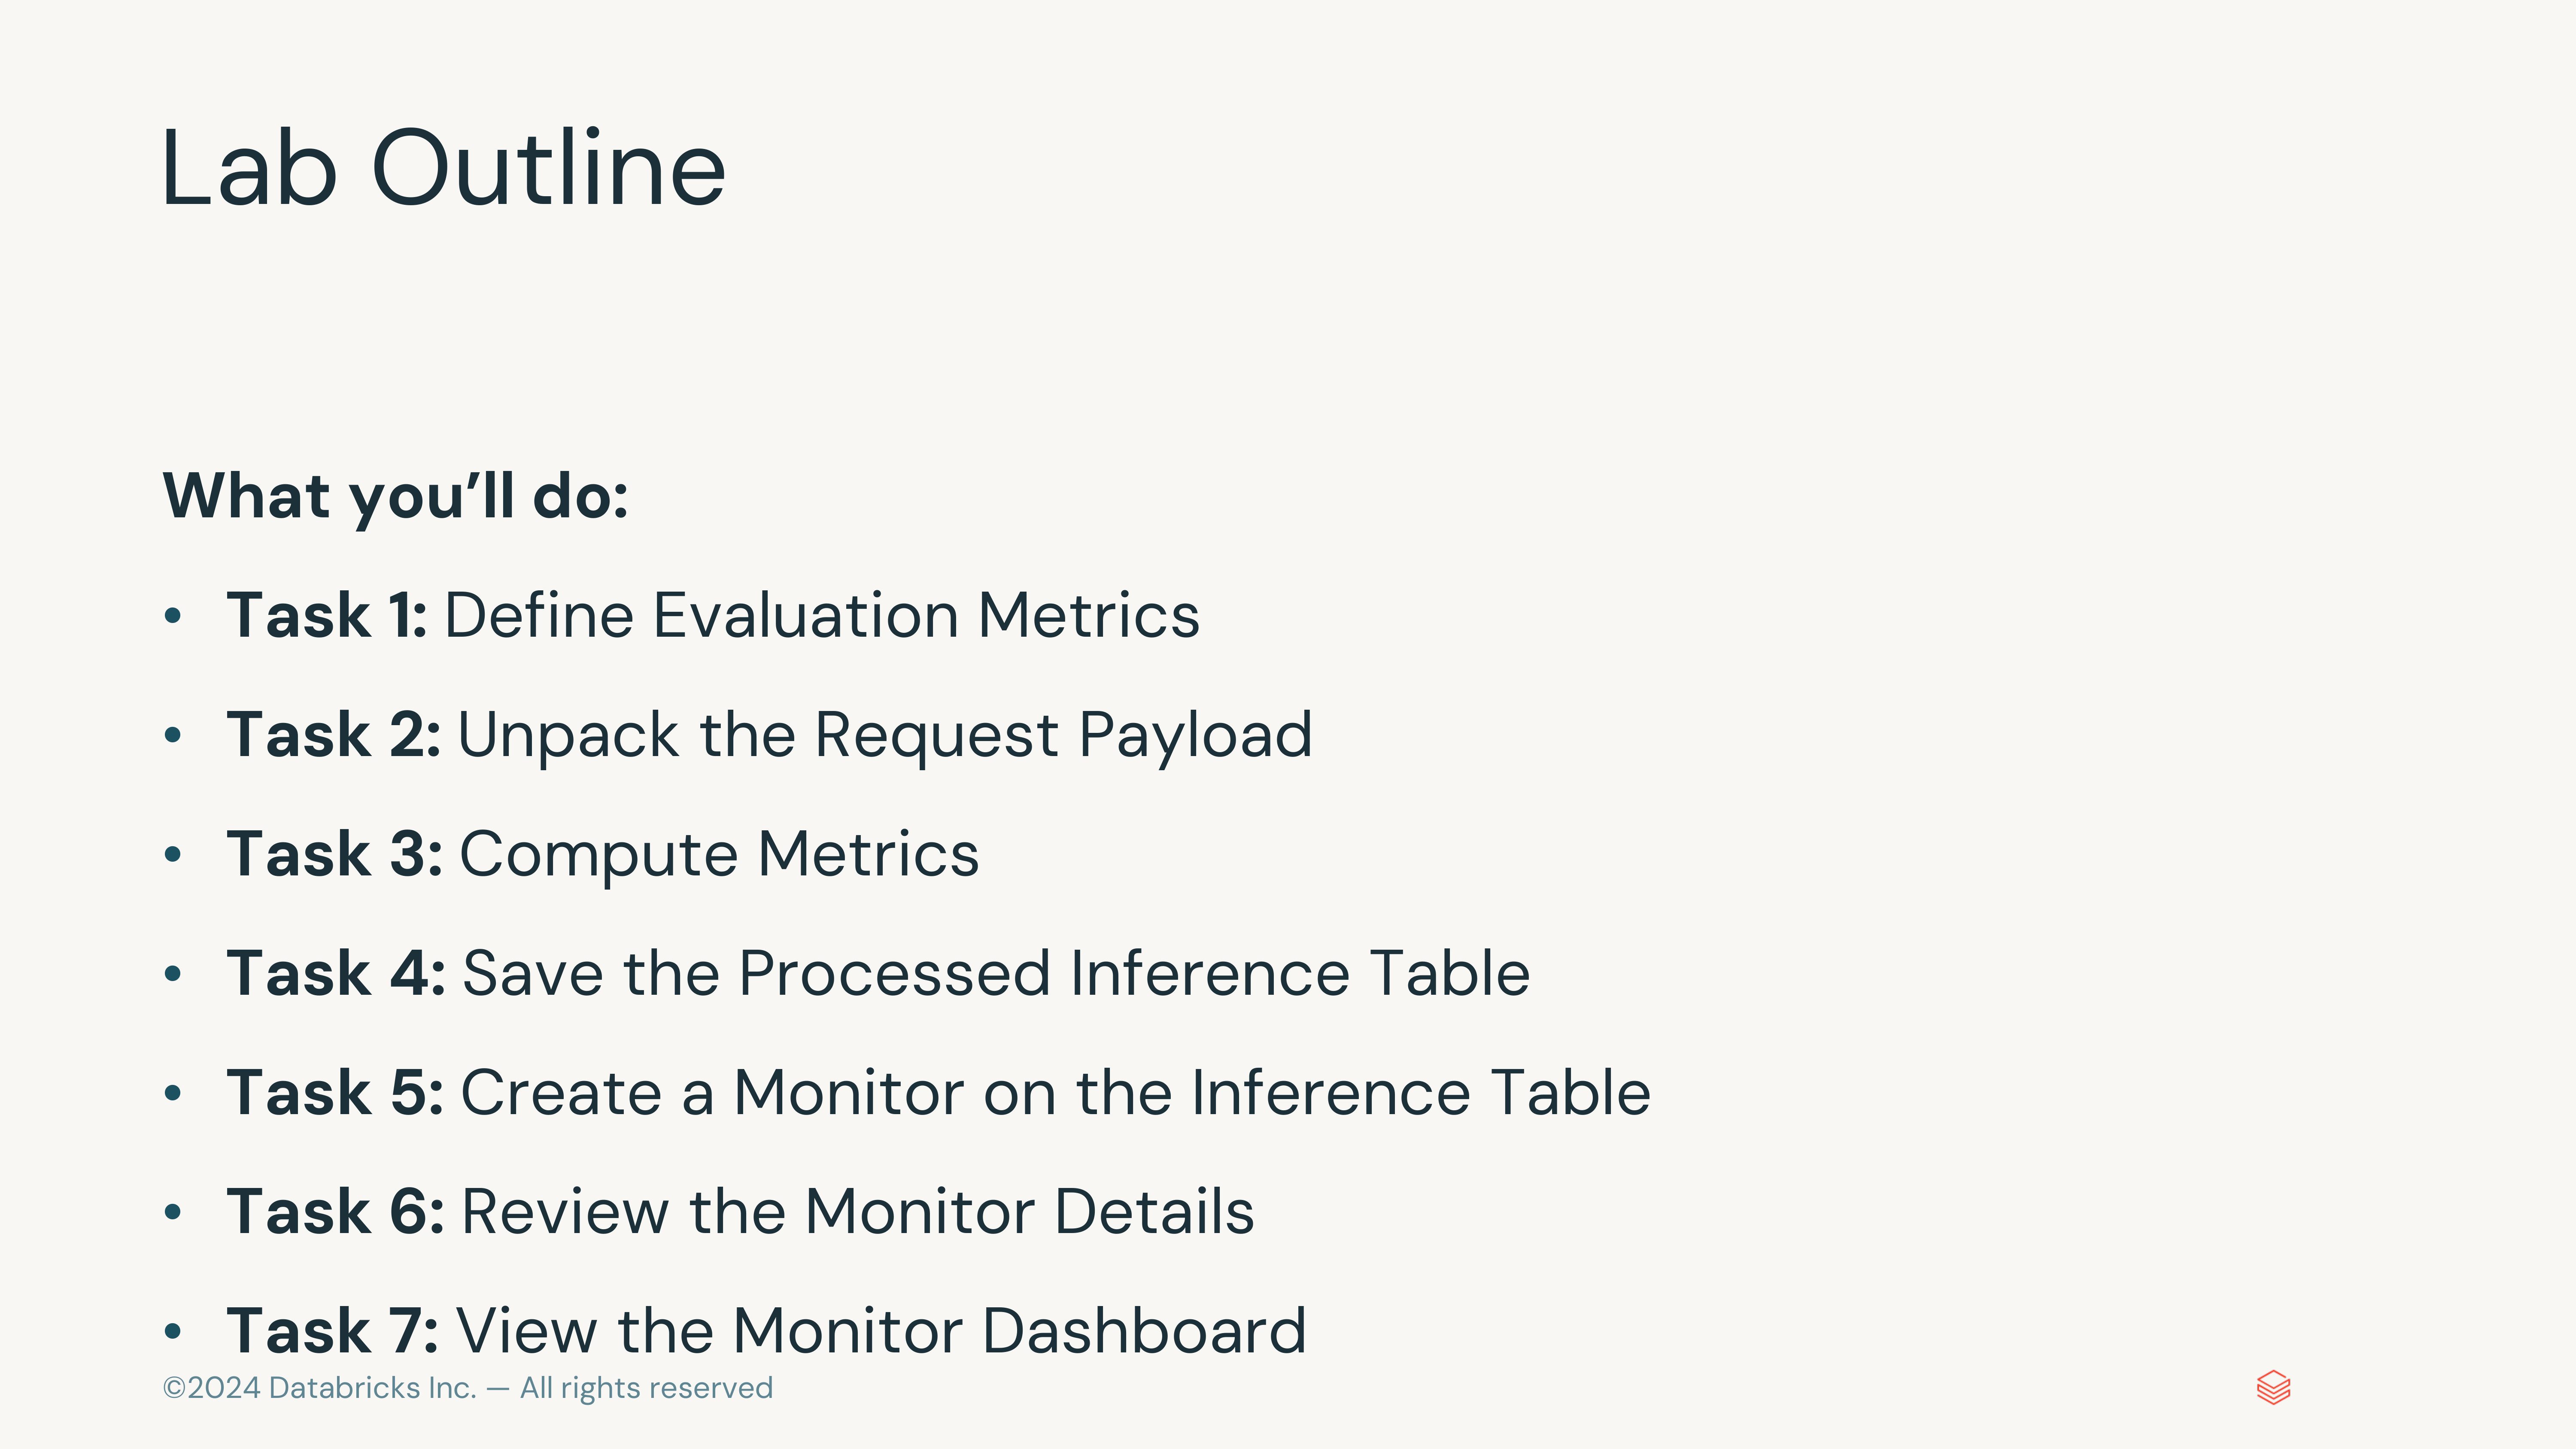 Lab Outline
What you’ll do:
• Task 1: Define Evaluation Metrics
• Task 2: Unpack the Request Payload
• Task 3: Compute Metrics
• Task 4: Save the Processed Inference Table
• Task 5: Create a Monitor on the Inference Table
• Task 6: Review the Monitor Details
• Task 7: View the Monitor Dashboard
©2024 Databricks Inc. — All rights reserved